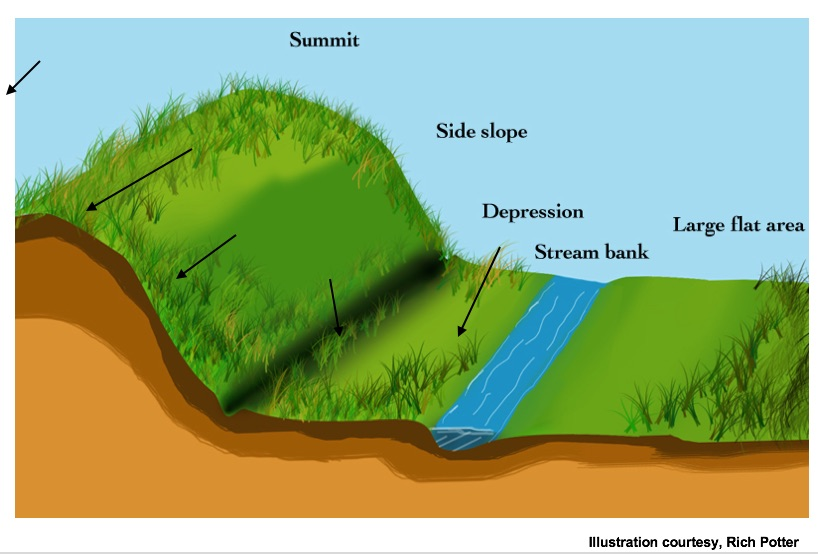 Summit
Side slope
Depression
Large flat area
Stream bank
Illustration courtesy, Rich Potter